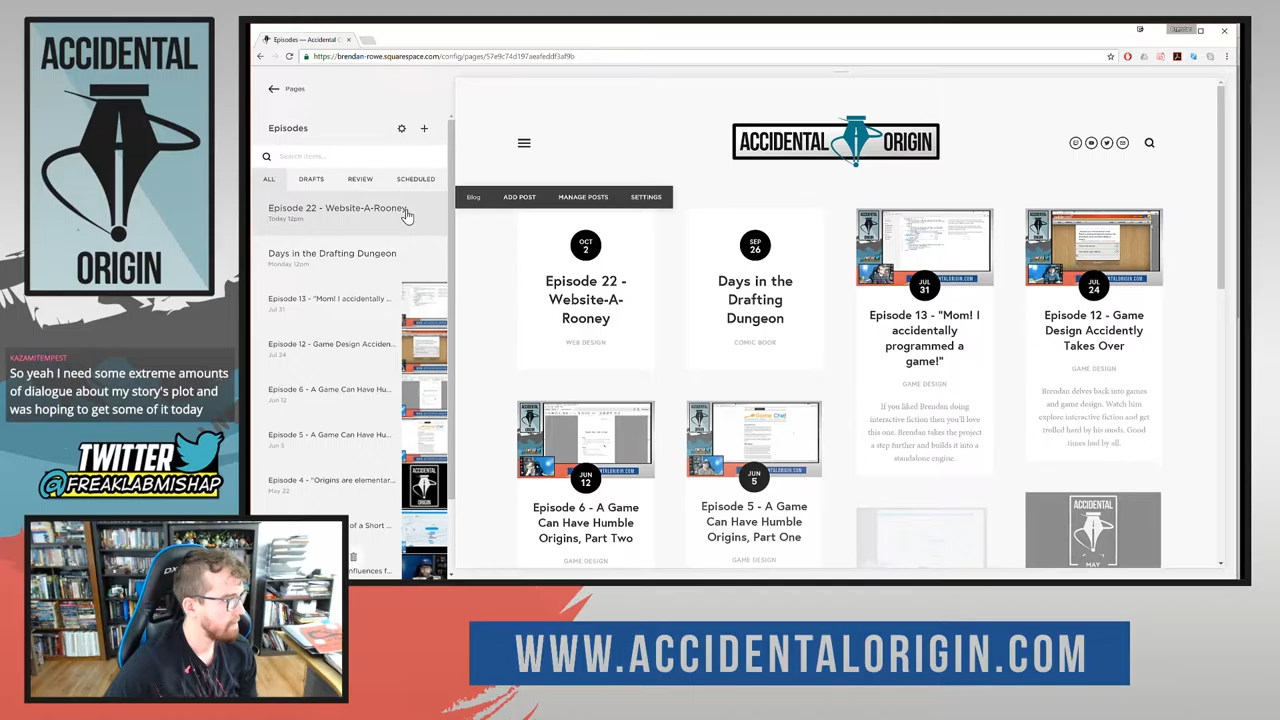 ACCIDENTAL
ORIGIN
KAZAMITEMPEST
So yeah I need some extreme amounts
of dialogue about my story's plot and
was hoping to get some of it today
TWITTER
@FREAKLABMISHAP
Episodes — Accidental
https://brendan-rowe.squarespace.com/config/pages/57e9c74d197aeafeddf3af9b
Pages
Episodes
Search items...
ALL
DRAFTS
REVIEW
SCHEDULED
Episode 22 - Website-A-Rooney
Today 12pm
Days in the Drafting Dungeon
Monday 12pm
Episode 13 - "Mom! I accidentally ...
Jul 31
Episode 12 - Game Design Acciden...
Jul 24
Episode 6 - A Game Can Have Hu...
Jun 12
Episode 5 - A Game Can Have Hu...
Jun 5
Episode 4 - "Origins are elementar...
May 22
of a Short ...
nfluences f...
ACCIDENTAL ORIGIN
Blog
ADD POST
MANAGE POSTS
SETTINGS
OCT
2
Episode 22 -
Website-A-
Rooney
WEB DESIGN
SEP
26
Days in the
Drafting
Dungeon
COMIC BOOK
JUL
31
Episode 13 - "Mom! I
accidentally
programmed a
game!"
GAME DESIGN
If you liked Brendan doing
interactive fiction then you'll love
this one. Brendan takes the project
a step further and builds it into a
standalone engine.
JUL
24
Episode 12 - Game
Design Accidently
Takes Over
GAME DESIGN
Brendan delves back into games
and game design. Watch him
explore interactive fiction and get
trolled hard by his mods. Good
times had by all.
JUN
12
Episode 6 - A Game
Can Have Humble
Origins, Part Two
GAME DESIGN
JUN
5
Episode 5 - A Game
Can Have Humble
Origins, Part One
GAME DESIGN
ACCIDENTAL
ORIGIN
MAY
WWW.ACCIDENTALORIGIN.COM